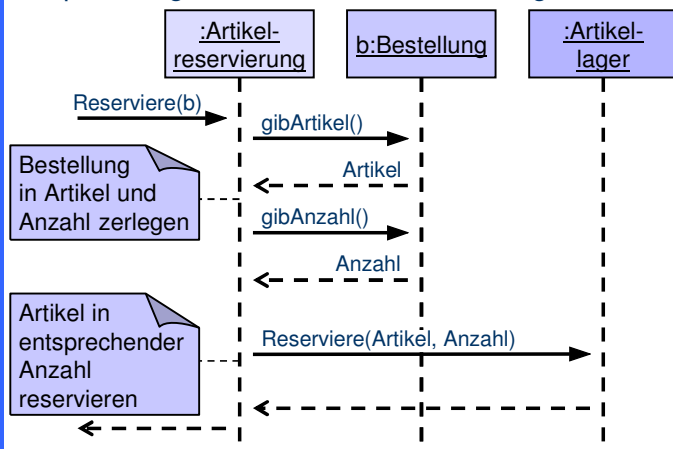 :Artikel-
reservierung
b:Bestellung
:Artikel-
lager
Reserviere(b)
gibArtikel()
Bestellung
in Artikel und
Anzahl zerlegen
Artikel
gibAnzahl()
Anzahl
Artikel in
entsprechender
Anzahl
reservieren
Reserviere(Artikel, Anzahl)